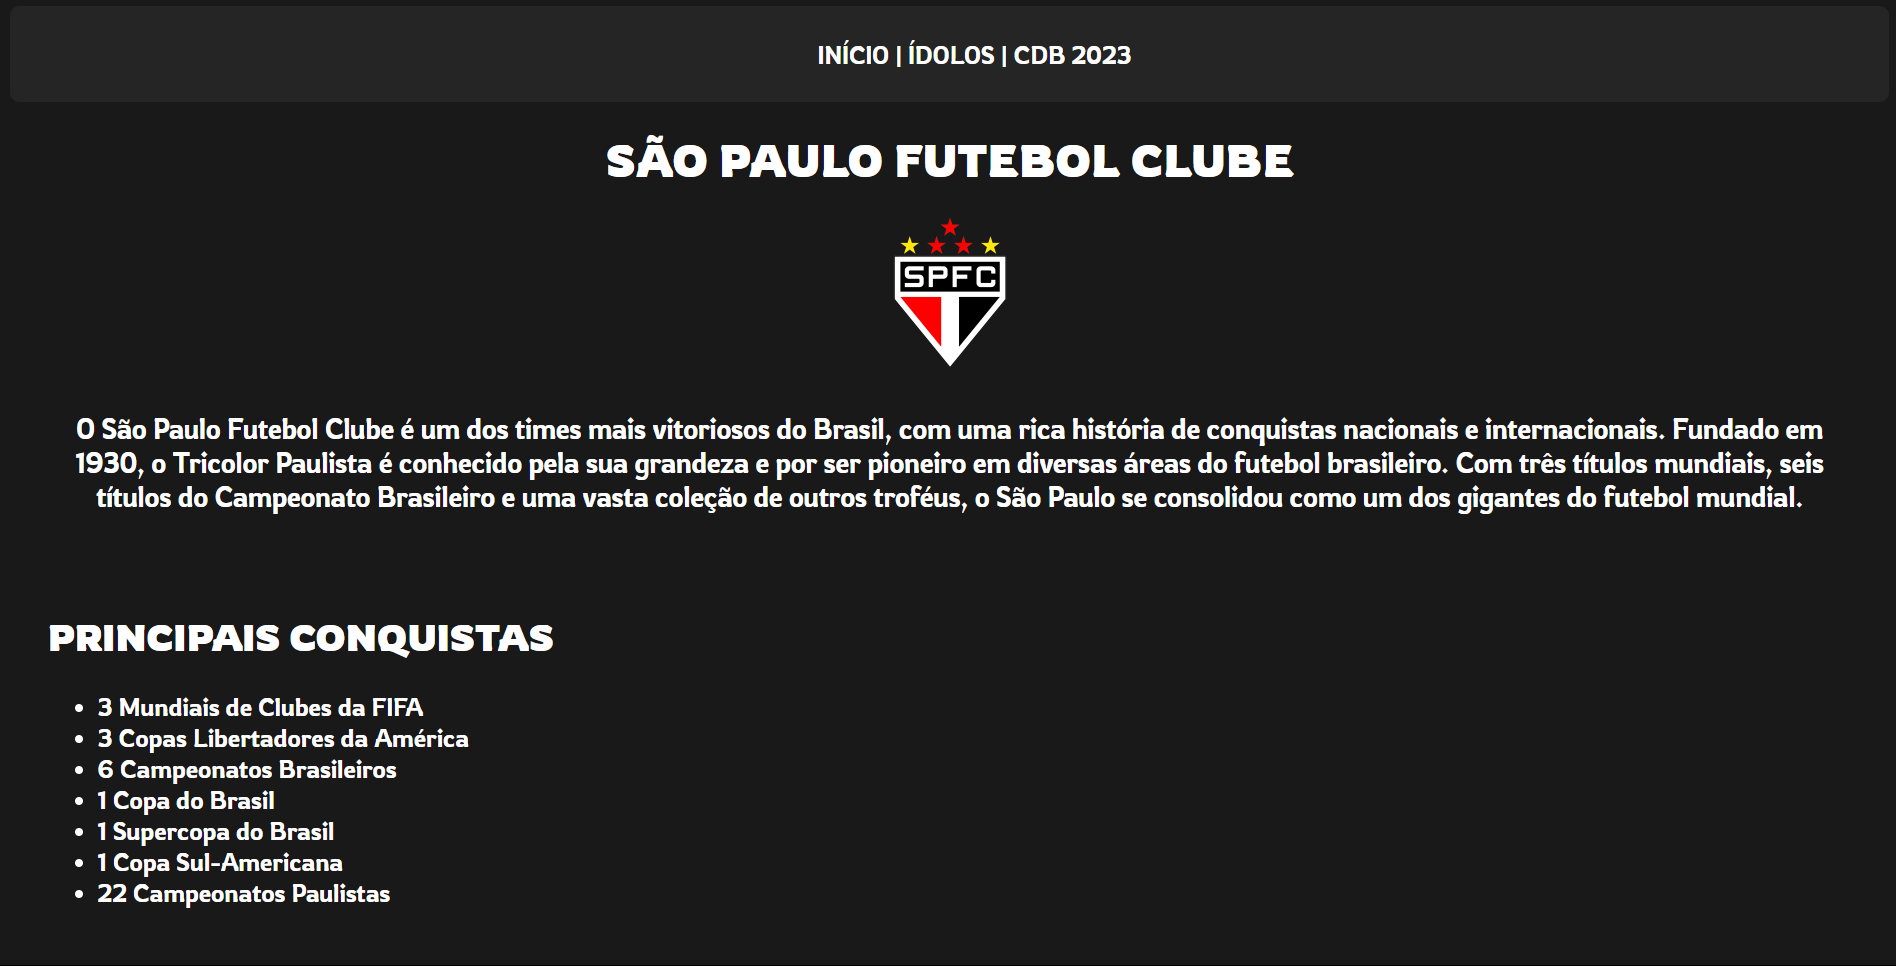 INÍCIO | ÍDOLOS | CDB 2023
SÃO PAULO FUTEBOL CLUBE
SPFC
O São Paulo Futebol Clube é um dos times mais vitoriosos do Brasil, com uma rica história de conquistas nacionais e internacionais. Fundado em
1930, o Tricolor Paulista é conhecido pela sua grandeza e por ser pioneiro em diversas áreas do futebol brasileiro. Com três títulos mundiais, seis
títulos do Campeonato Brasileiro e uma vasta coleção de outros troféus, o São Paulo se consolidou como um dos gigantes do futebol mundial.
PRINCIPAIS CONQUISTAS
• 3 Mundiais de Clubes da FIFA
• 3 Copas Libertadores da América
• 6 Campeonatos Brasileiros
• 1 Copa do Brasil
• 1 Supercopa do Brasil
• 1 Copa Sul-Americana
• 22 Campeonatos Paulistas